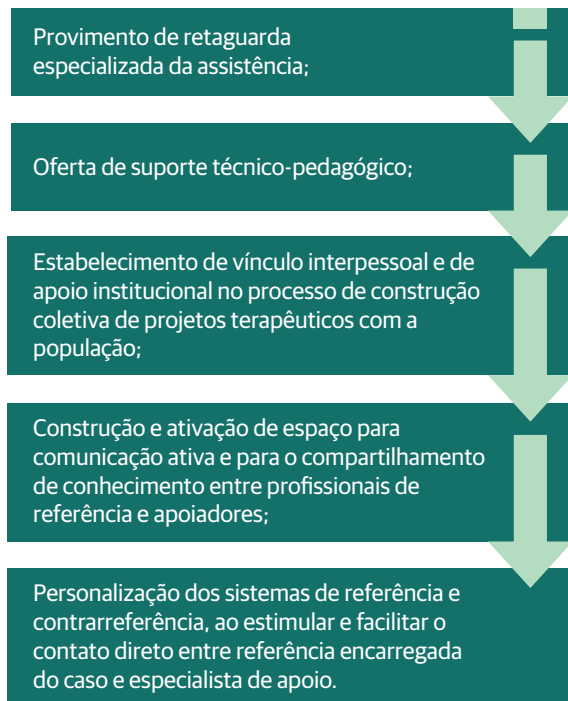 Provimento de retaguarda
especializada da assistência;
Oferta de suporte técnico-pedagógico;
Estabelecimento de vínculo interpessoal e de
apoio institucional no processo de construção
coletiva de projetos terapêuticos com a
população;
Construção e ativação de espaço para
comunicação ativa e para o compartilhamento
de conhecimento entre profissionais de
referência e apoiadores;
Personalização dos sistemas de referência e
contrarreferência, ao estimular e facilitar o
contato direto entre referência encarregada
do caso e especialista de apoio.